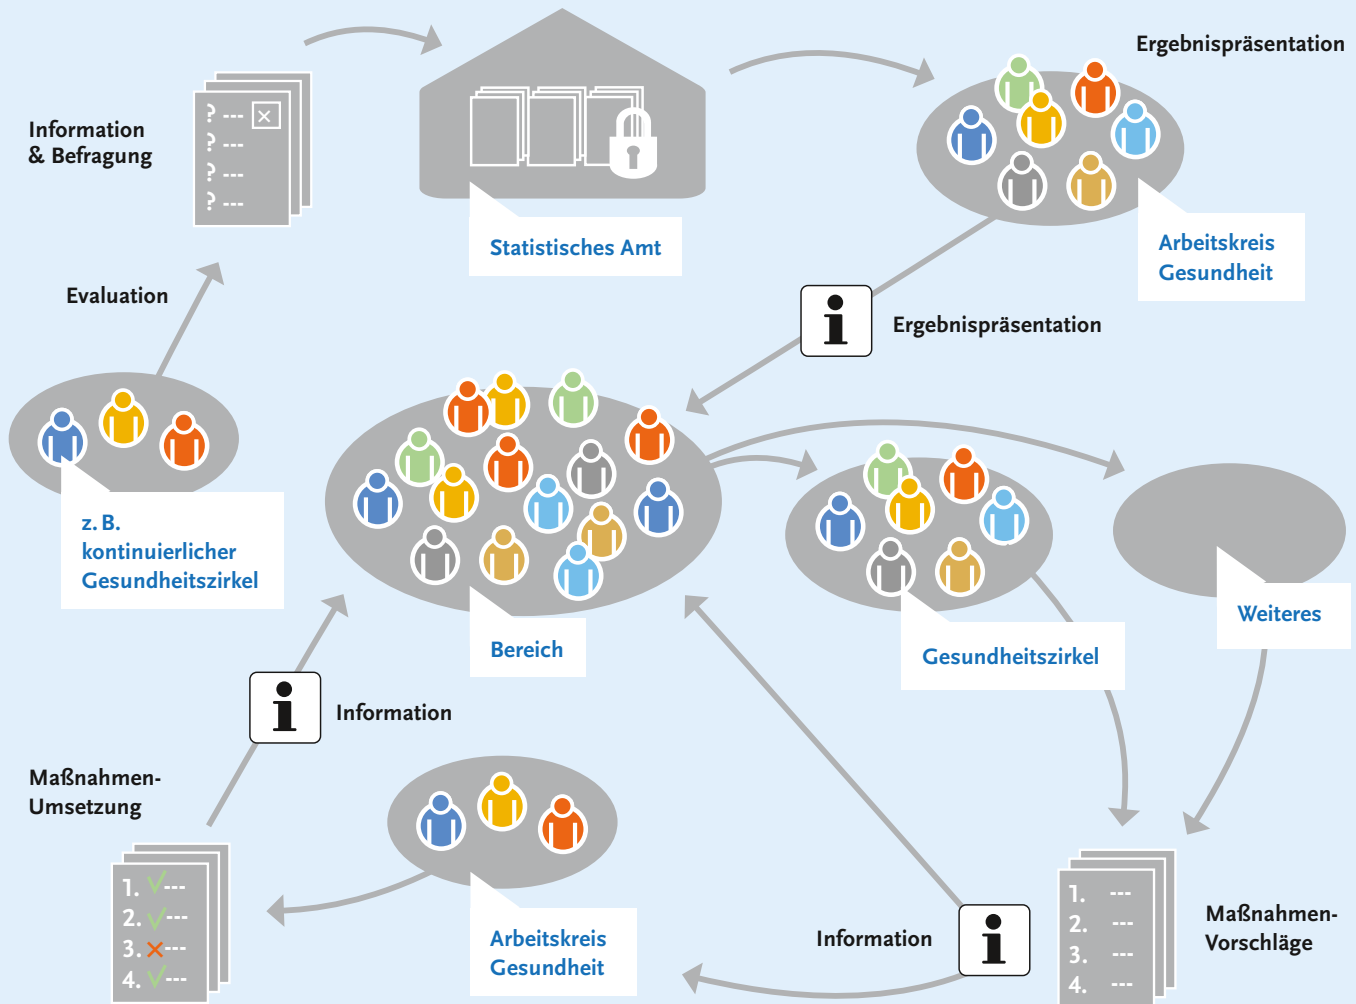 Ergebnispräsentation
Information
& Befragung
? --- ×
? ---
? ---
? ---
Statistisches Amt
Arbeitskreis
Gesundheit
Evaluation
i
Ergebnispräsentation
z. B.
kontinuierlicher
Gesundheitszirkel
Bereich
Gesundheitszirkel
Weiteres
i
Information
Maßnahmen-
Umsetzung
1. ✓---
2. ✓---
3. ×---
4. ✓---
Arbeitskreis
Gesundheit
Information
i
1. ---
2. ---
3. ---
4. ---
Maßnahmen-
Vorschläge